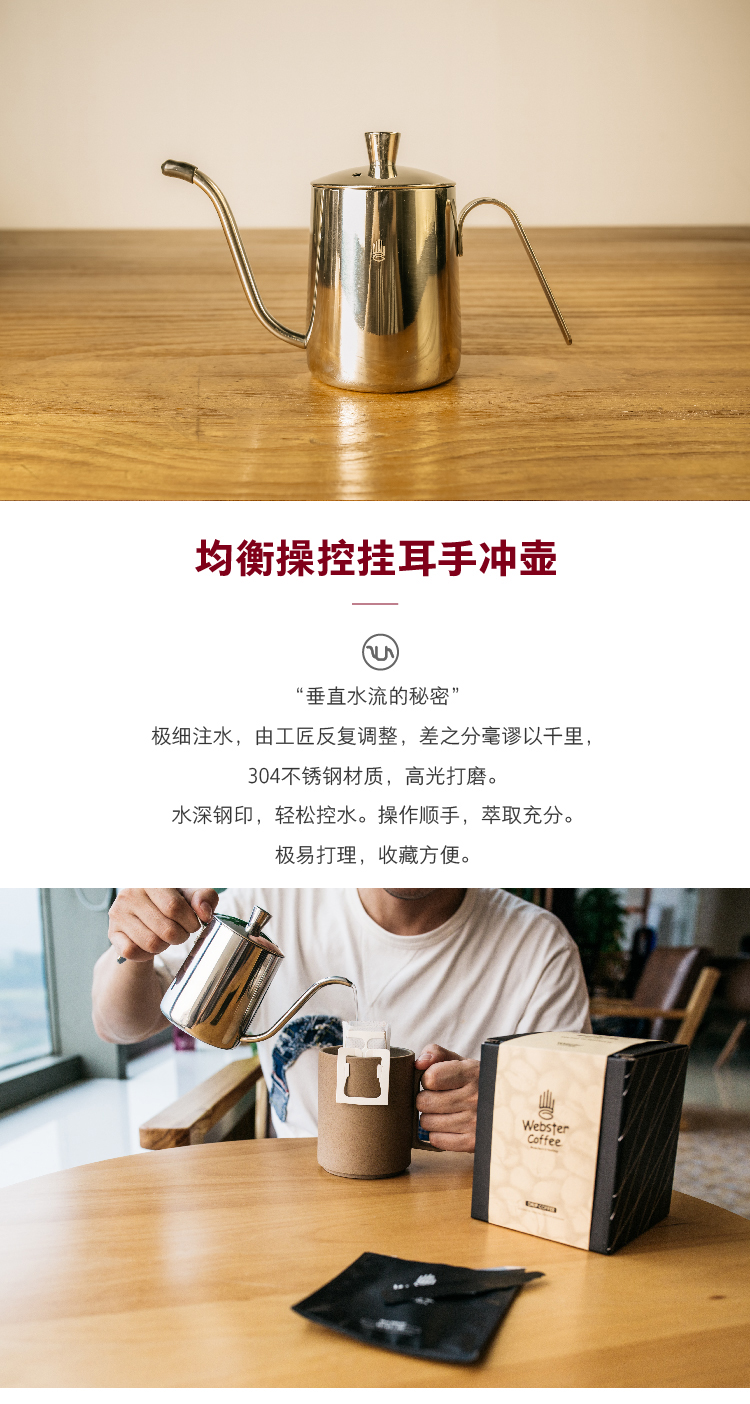 均衡操控挂耳手冲壶
“垂直水流的秘密”
极细注水，由工匠反复调整，差之分毫谬以千里，
304不锈钢材质，高光打磨。
水深钢印，轻松控水。操作顺手，萃取充分。
极易打理，收藏方便。
Webster
Coffee
DRIP COFFEE